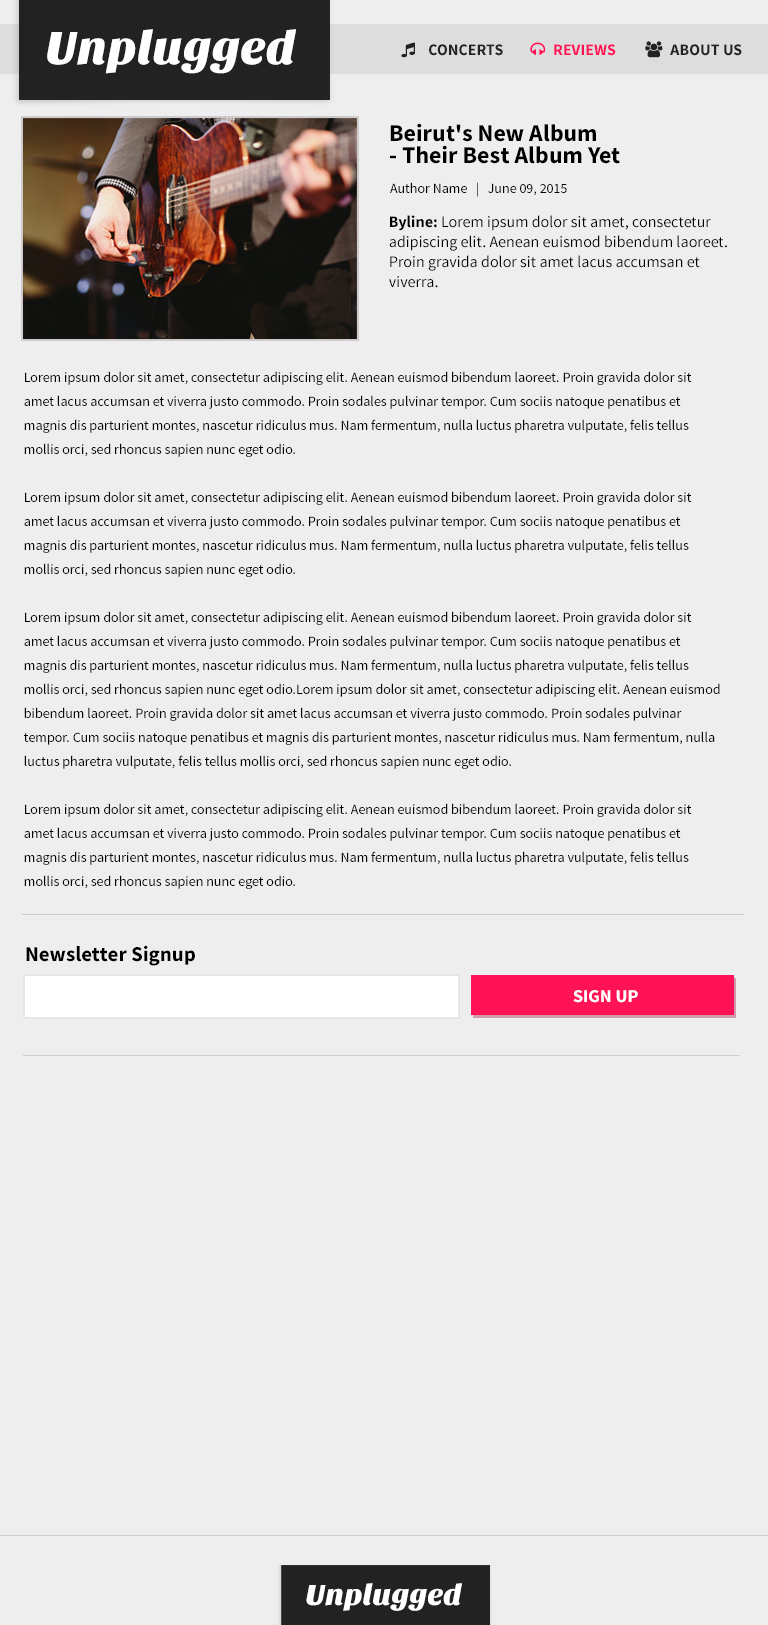 Unplugged
CONCERTS REVIEWS ABOUT US
Beirut's New Album
- Their Best Album Yet
Author Name | June 09, 2015
Byline: Lorem ipsum dolor sit amet, consectetur
adipiscing elit. Aenean euismod bibendum laoreet.
Proin gravida dolor sit amet lacus accumsan et
viverra.
Lorem ipsum dolor sit amet, consectetur adipiscing elit. Aenean euismod bibendum laoreet. Proin gravida dolor sit
amet lacus accumsan et viverra justo commodo. Proin sodales pulvinar tempor. Cum sociis natoque penatibus et
magnis dis parturient montes, nascetur ridiculus mus. Nam fermentum, nulla luctus pharetra vulputate, felis tellus
mollis orci, sed rhoncus sapien nunc eget odio.
Lorem ipsum dolor sit amet, consectetur adipiscing elit. Aenean euismod bibendum laoreet. Proin gravida dolor sit
amet lacus accumsan et viverra justo commodo. Proin sodales pulvinar tempor. Cum sociis natoque penatibus et
magnis dis parturient montes, nascetur ridiculus mus. Nam fermentum, nulla luctus pharetra vulputate, felis tellus
mollis orci, sed rhoncus sapien nunc eget odio.
Lorem ipsum dolor sit amet, consectetur adipiscing elit. Aenean euismod bibendum laoreet. Proin gravida dolor sit
amet lacus accumsan et viverra justo commodo. Proin sodales pulvinar tempor. Cum sociis natoque penatibus et
magnis dis parturient montes, nascetur ridiculus mus. Nam fermentum, nulla luctus pharetra vulputate, felis tellus
mollis orci, sed rhoncus sapien nunc eget odio.Lorem ipsum dolor sit amet, consectetur adipiscing elit. Aenean euismod
bibendum laoreet. Proin gravida dolor sit amet lacus accumsan et viverra justo commodo. Proin sodales pulvinar
tempor. Cum sociis natoque penatibus et magnis dis parturient montes, nascetur ridiculus mus. Nam fermentum, nulla
luctus pharetra vulputate, felis tellus mollis orci, sed rhoncus sapien nunc eget odio.
Lorem ipsum dolor sit amet, consectetur adipiscing elit. Aenean euismod bibendum laoreet. Proin gravida dolor sit
amet lacus accumsan et viverra justo commodo. Proin sodales pulvinar tempor. Cum sociis natoque penatibus et
magnis dis parturient montes, nascetur ridiculus mus. Nam fermentum, nulla luctus pharetra vulputate, felis tellus
mollis orci, sed rhoncus sapien nunc eget odio.
Newsletter Signup
SIGN UP
Unplugged